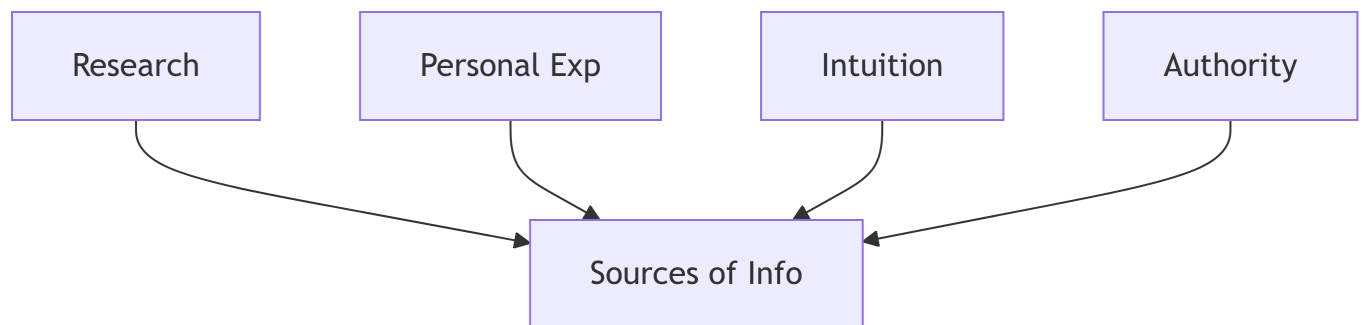 Research
Personal Exp
Intuition
Authority
Sources of Info